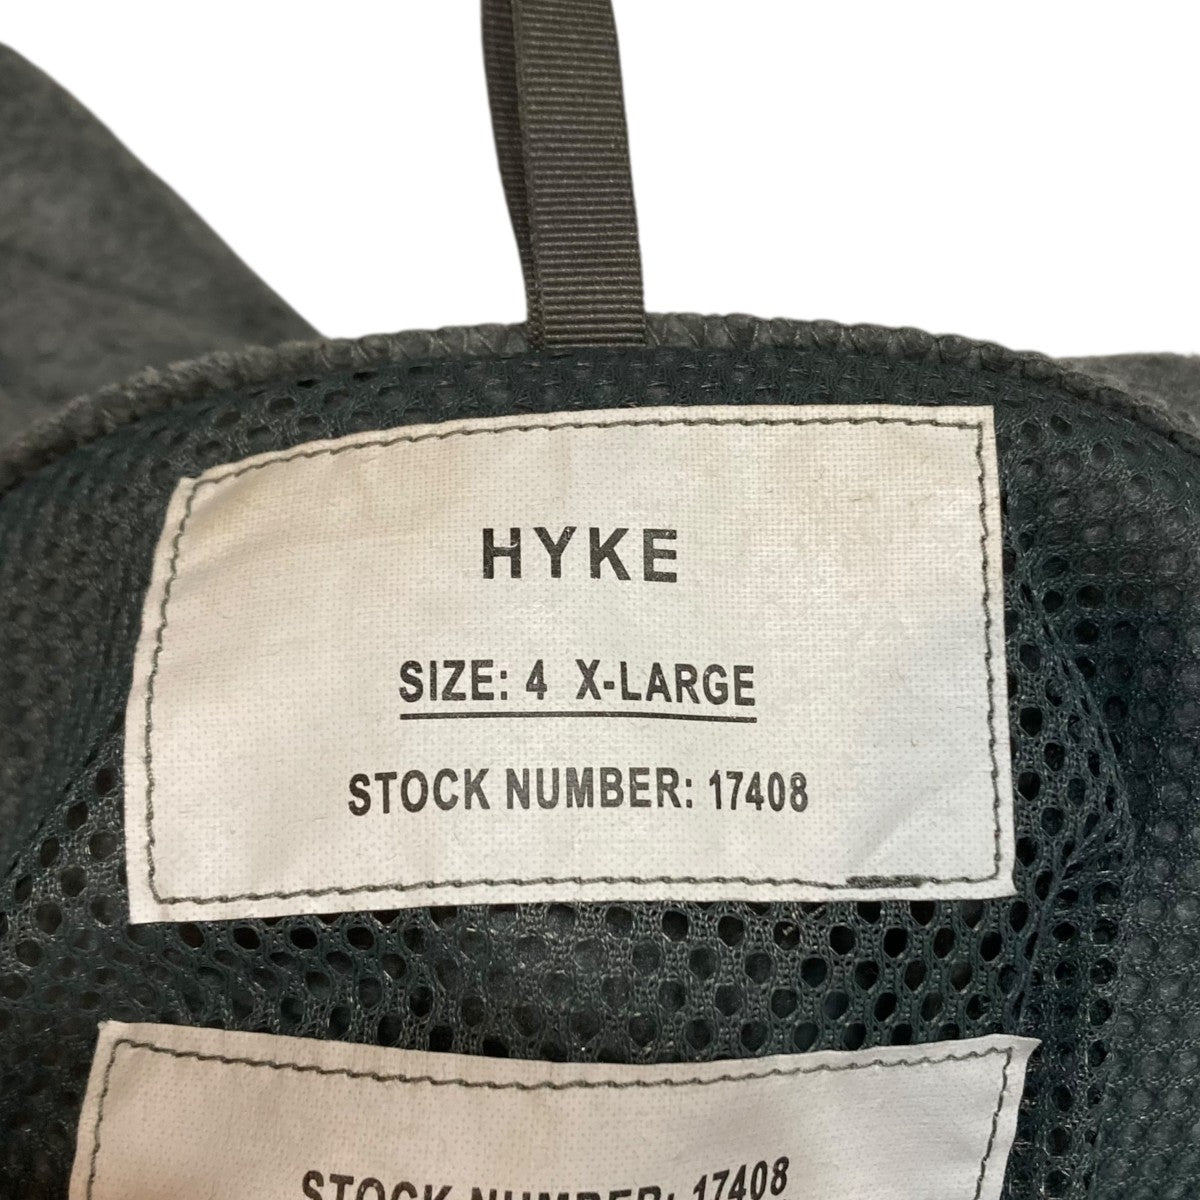 HYKE
SIZE: 4 X-LARGE
STOCK NUMBER: 17408
STOCK NUMBER: 17408